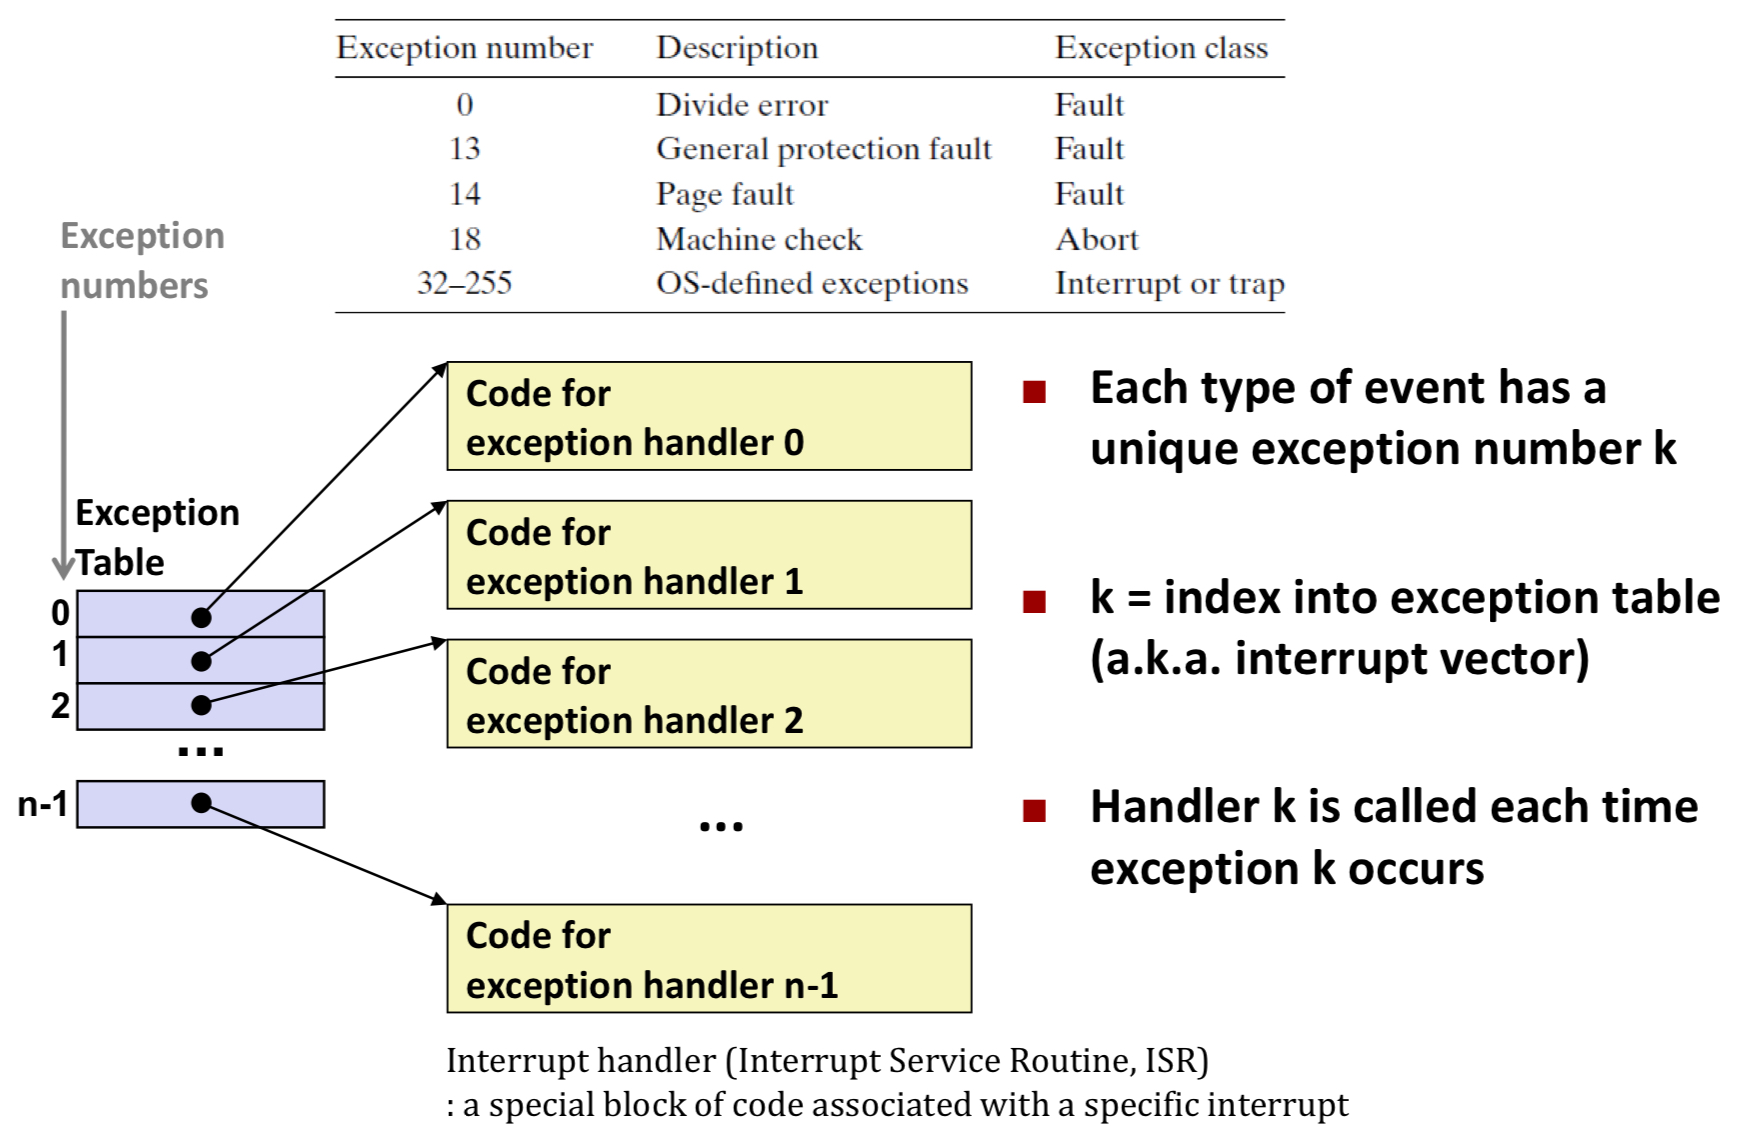 Exception number Description Exception class
0 Divide error Fault
13 General protection fault Fault
14 Page fault Fault
18 Machine check Abort
32–255 OS-defined exceptions Interrupt or trap
Exception
numbers
Exception
Table
0
1
2
...
n-1
Code for
exception handler 0
Code for
exception handler 1
Code for
exception handler 2
...
Code for
exception handler n-1
■ Each type of event has a
unique exception number k
■ k = index into exception table
(a.k.a. interrupt vector)
■ Handler k is called each time
exception k occurs
Interrupt handler (Interrupt Service Routine, ISR)
: a special block of code associated with a specific interrupt